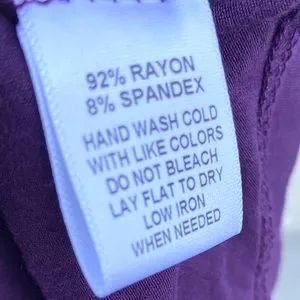 92% RAYON
8% SPANDEX
HAND WASH COLD
WITH LIKE COLORS
DO NOT BLEACH
LAY FLAT TO DRY
LOW IRON
WHEN NEEDED